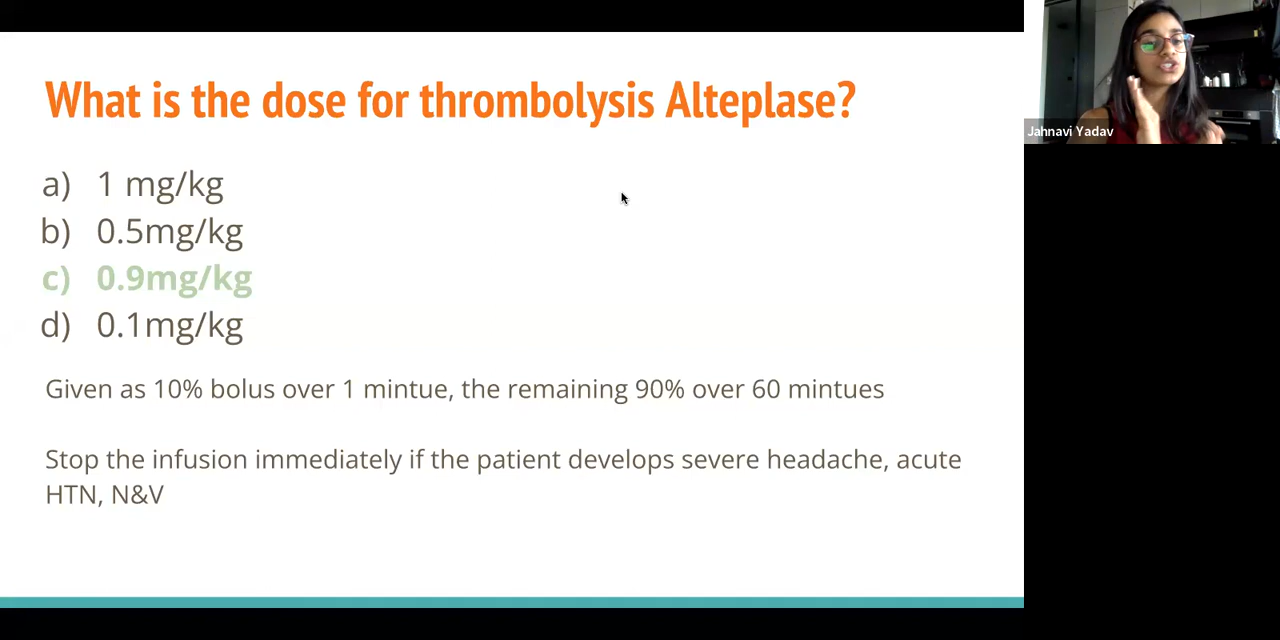 What is the dose for thrombolysis Alteplase?
a) 1 mg/kg
b) 0.5mg/kg
c) 0.9mg/kg
d) 0.1mg/kg
Given as 10% bolus over 1 mintue, the remaining 90% over 60 mintues
Stop the infusion immediately if the patient develops severe headache, acute
HTN, N&V
Jahnavi Yadav